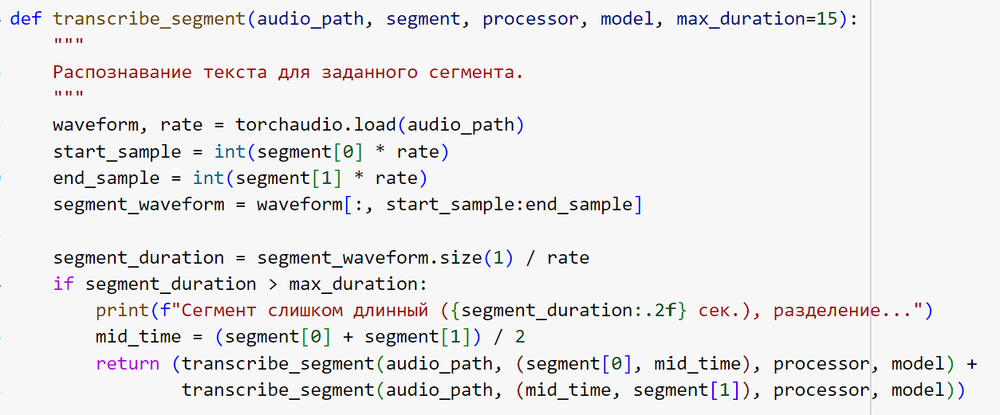 def transcribe_segment(audio_path, segment, processor, model, max_duration=15):
    """
    Распознавание текста для заданного сегмента.
    """
    waveform, rate = torchaudio.load(audio_path)
    start_sample = int(segment[0] * rate)
    end_sample = int(segment[1] * rate)
    segment_waveform = waveform[:, start_sample:end_sample]

    segment_duration = segment_waveform.size(1) / rate
    if segment_duration > max_duration:
        print(f"Сегмент слишком длинный ({segment_duration:.2f} сек.), разделение...")
        mid_time = (segment[0] + segment[1]) / 2
        return (transcribe_segment(audio_path, (segment[0], mid_time), processor, model) +
                transcribe_segment(audio_path, (mid_time, segment[1]), processor, model))